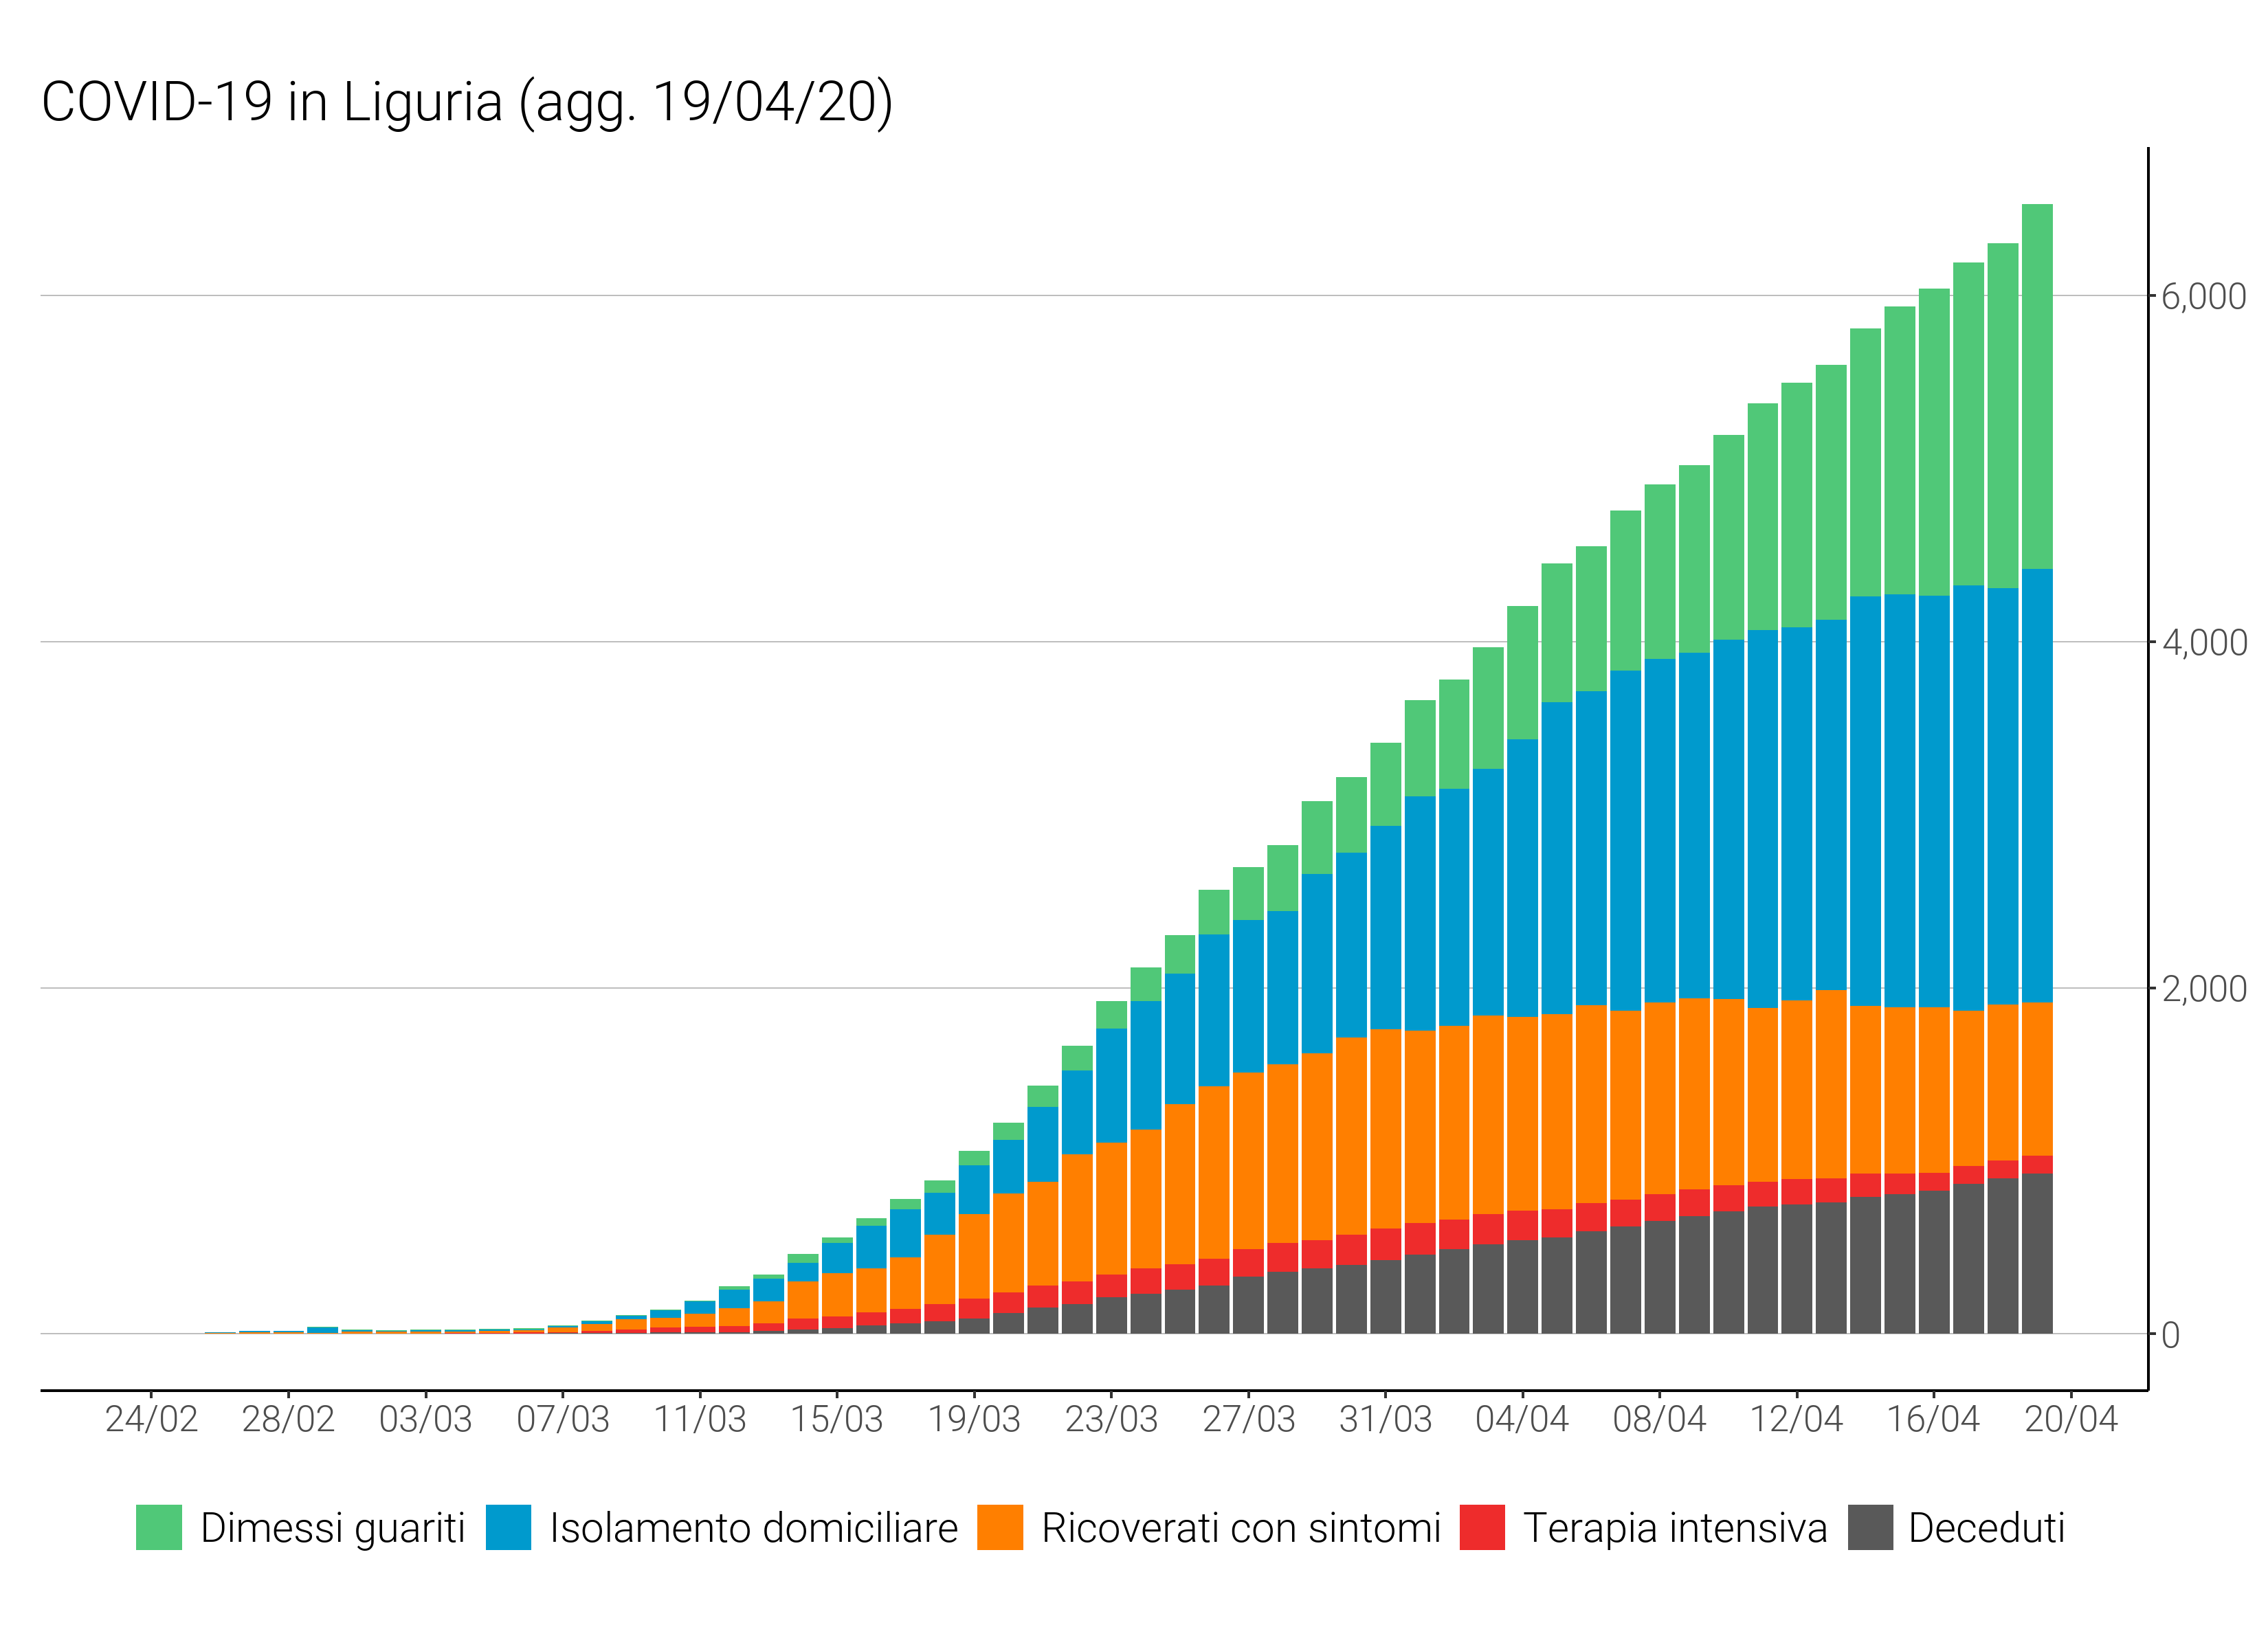 COVID-19 in Liguria (agg. 19/04/20)
6,000
4,000
2,000
0
24/02 28/02 03/03 07/03 11/03 15/03 19/03 23/03 27/03 31/03 04/04 08/04 12/04 16/04 20/04
Dimessi guariti Isolamento domiciliare Ricoverati con sintomi Terapia intensiva Deceduti